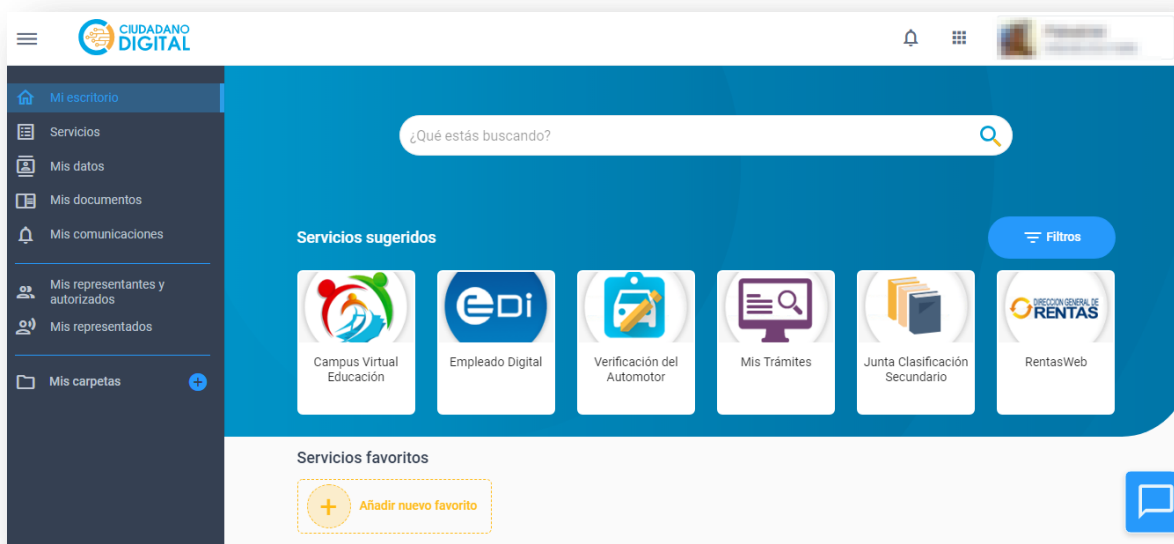 CIUDADANO
DIGITAL
Mi escritorio
Servicios
Mis datos
Mis documentos
Mis comunicaciones
Mis representantes y
autorizados
Mis representados
Mis carpetas
¿Qué estás buscando?
Servicios sugeridos
Filtros
Campus Virtual
Educación
eDi
Empleado Digital
Verificación del
Automotor
Mis Trámites
Junta Clasificación
Secundario
DIRECCION GENERAL DE
RENTAS
RentasWeb
Servicios favoritos
Añadir nuevo favorito